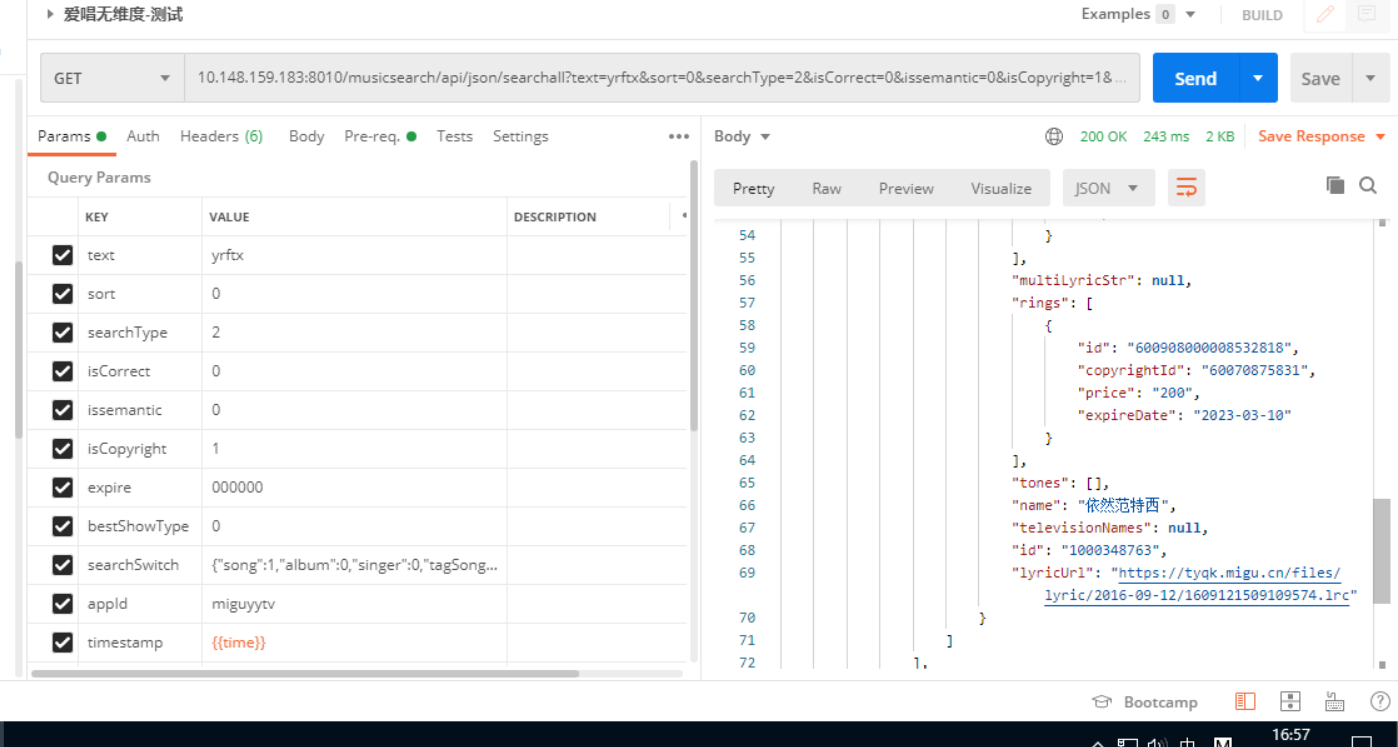 爱唱无维度-测试
Examples 0 BUILD
GET 10.148.159.183:8010/musicsearch/api/json/searchall?text=yrftx&sort=0&searchType=2&isCorrect=0&issemantic=0&isCopyright=1& ... Send Save
Params Auth Headers (6) Body Pre-req. Tests Settings
Query Params
KEY VALUE DESCRIPTION
text yrftx
sort 0
searchType 2
isCorrect 0
issemantic 0
isCopyright 1
expire 000000
bestShowType 0
searchSwitch {"song":1,"album":0,"singer":0,"tagSong...
appId miguyytv
timestamp {{time}}
Body 200 OK 243 ms 2 KB Save Response
Pretty Raw Preview Visualize JSON
54 }
55 ],
56 "multiLyricStr": null,
57 "rings": [
58 {
59 "id": "600908000008532818",
60 "copyrightId": "60070875831",
61 "price": "200",
62 "expireDate": "2023-03-10"
63 }
64 ],
65 "tones": [],
66 "name": "依然范特西",
67 "televisionNames": null,
68 "id": "1000348763",
69 "lyricUrl": "https://tyqk.migu.cn/files/
lyric/2016-09-12/1609121509109574.lrc"
70 }
71 ]
72 ],
Bootcamp
中 M 16:57